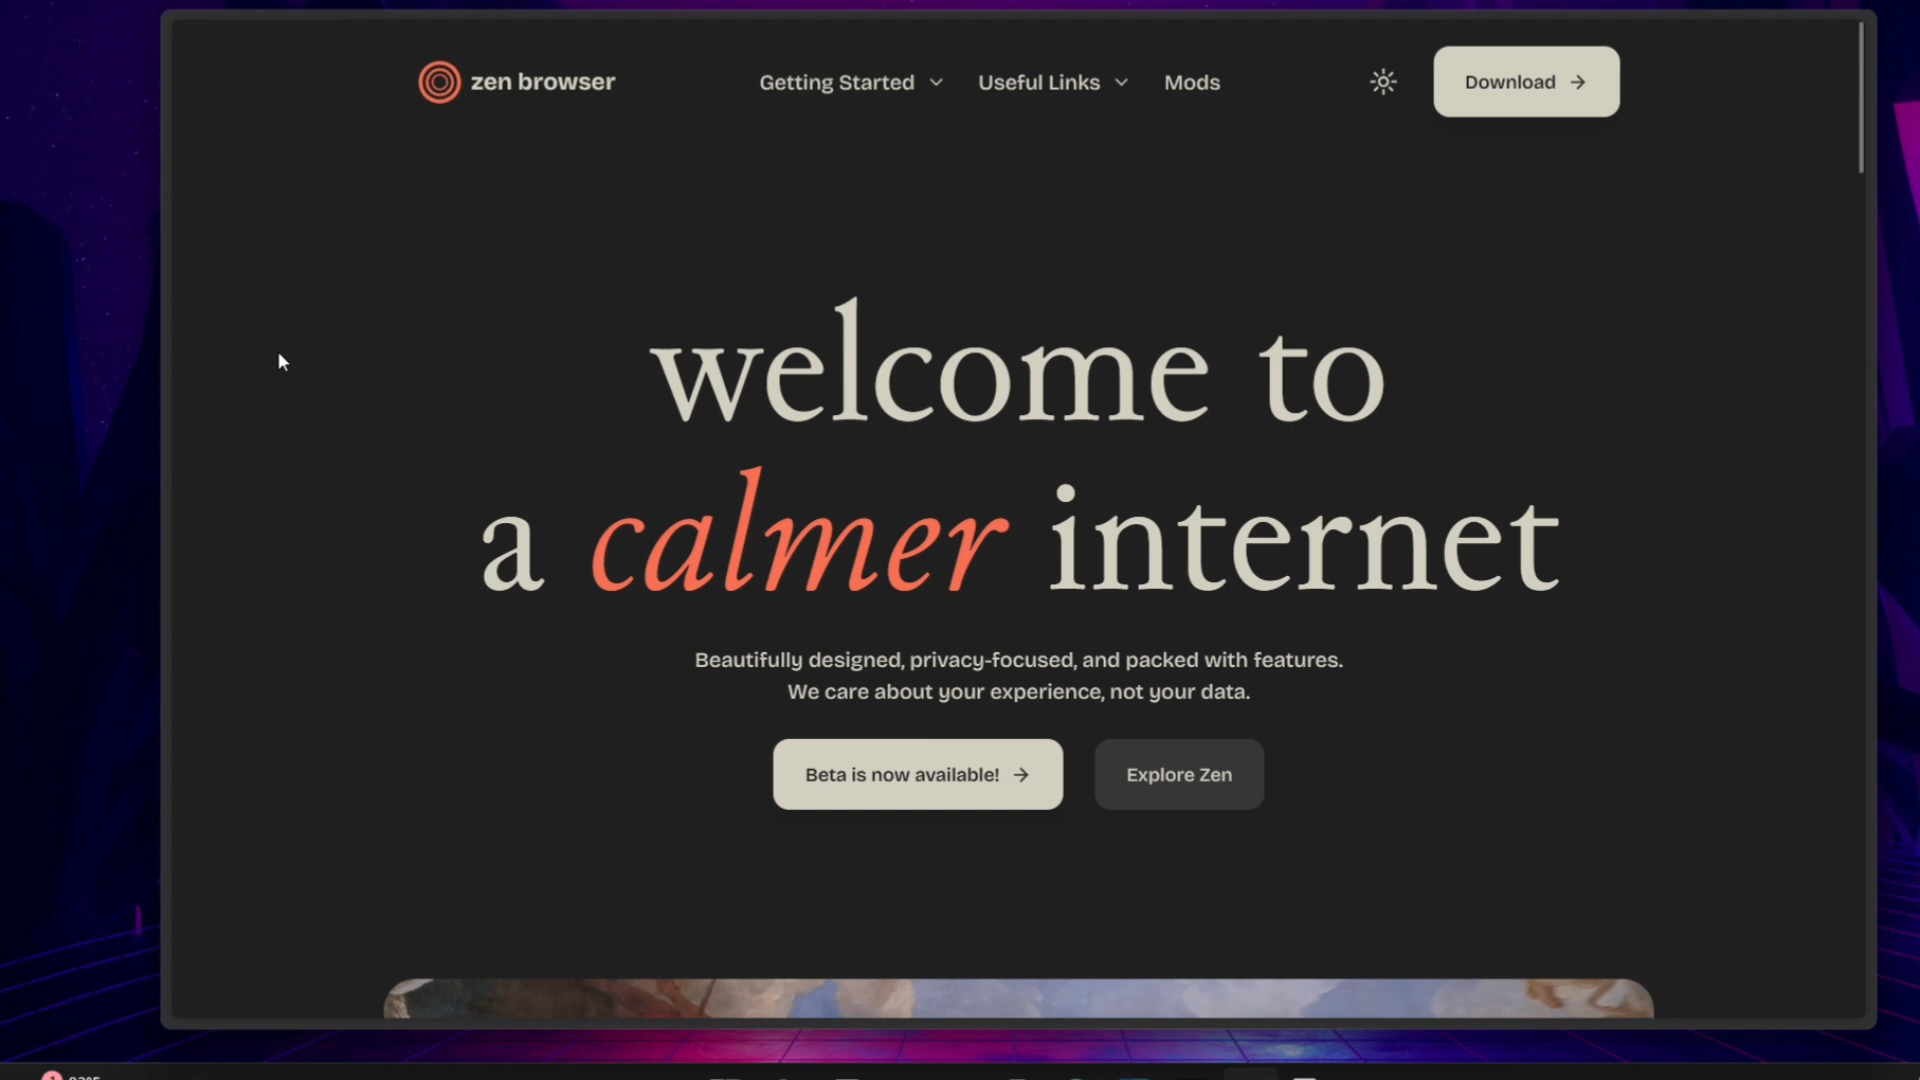 zen browser
Getting Started
Useful Links
Mods
Download
welcome to
a calmer internet
Beautifully designed, privacy-focused, and packed with features.
We care about your experience, not your data.
Beta is now available!
Explore Zen